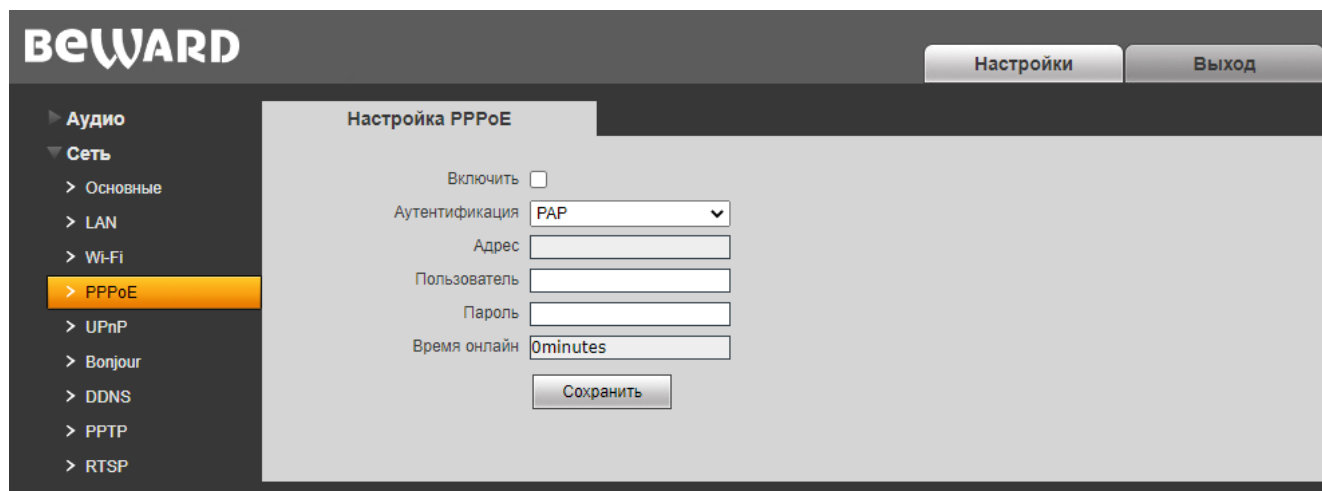 BEWARD
Настройки
Выход
Аудио
Сеть
> Основные
> LAN
> Wi-Fi
> PPPoE
> UPnP
> Bonjour
> DDNS
> PPTP
> RTSP
Настройка PPPoE
Включить
Аутентификация PAP
Адрес
Пользователь
Пароль
Время онлайн 0minutes
Сохранить